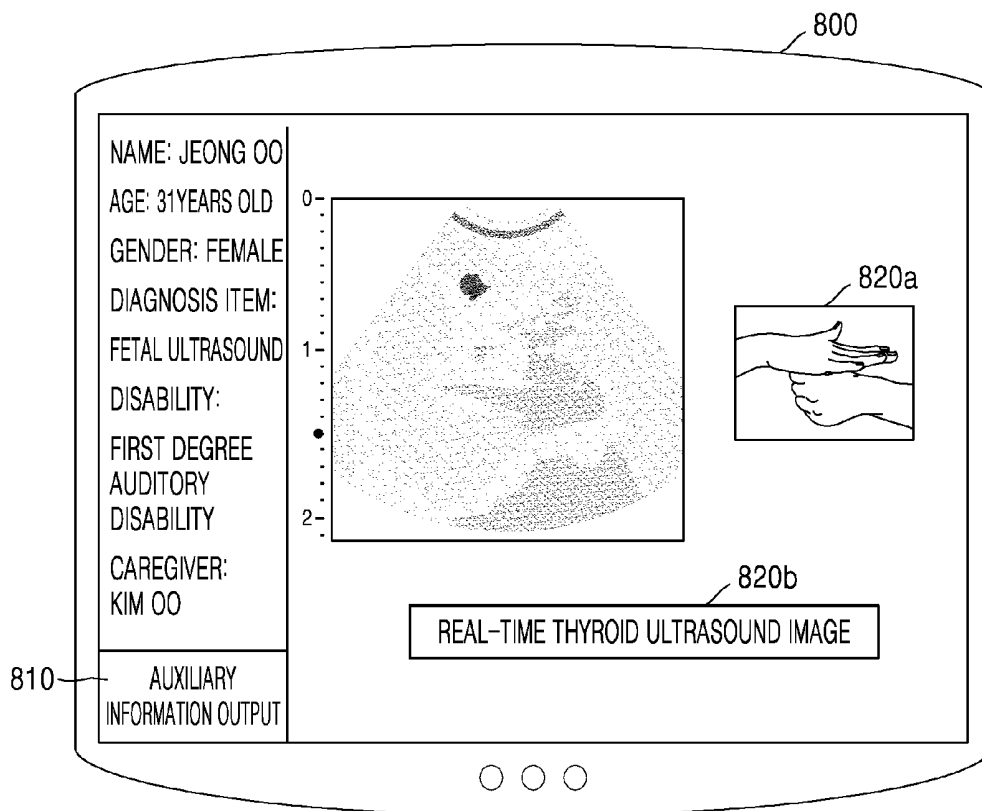 800
NAME: JEONG OO
AGE: 31YEARS OLD
GENDER: FEMALE
DIAGNOSIS ITEM:
FETAL ULTRASOUND
DISABILITY:
FIRST DEGREE
AUDITORY
DISABILITY
CAREGIVER:
KIM OO
810
AUXILIARY
INFORMATION OUTPUT
0
1
2
820a
820b
REAL-TIME THYROID ULTRASOUND IMAGE